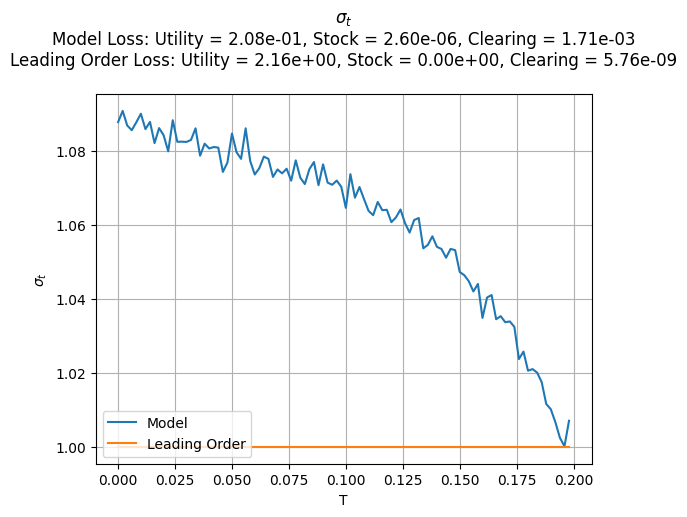 σ_t
Model Loss: Utility = 2.08e-01, Stock = 2.60e-06, Clearing = 1.71e-03
Leading Order Loss: Utility = 2.16e+00, Stock = 0.00e+00, Clearing = 5.76e-09
1.08
1.06
1.04
1.02
1.00
σ_t
Model
Leading Order
0.000 0.025 0.050 0.075 0.100 0.125 0.150 0.175 0.200
T